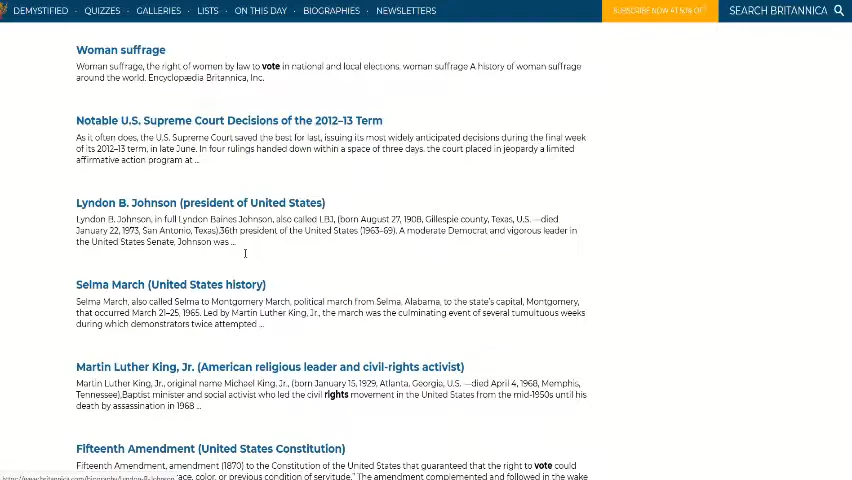 DEMYSTIFIED · QUIZZES · GALLERIES · LISTS · ON THIS DAY · BIOGRAPHIES · NEWSLETTERS SUBSCRIBE NOW AT 50% OFF SEARCH BRITANNICA
Woman suffrage
Woman suffrage, the right of women by law to vote in national and local elections. woman suffrage A history of woman suffrage
around the world. Encyclopædia Britannica, Inc.
Notable U.S. Supreme Court Decisions of the 2012–13 Term
As it often does, the U.S. Supreme Court saved the best for last, issuing its most widely anticipated decisions during the final week
of its 2012–13 term, in late June. In four rulings handed down within a space of three days, the court placed in jeopardy a limited
affirmative action program at ...
Lyndon B. Johnson (president of United States)
Lyndon B. Johnson, in full Lyndon Baines Johnson, also called LBJ, (born August 27, 1908, Gillespie county, Texas, U.S. —died
January 22, 1973, San Antonio, Texas),36th president of the United States (1963–69). A moderate Democrat and vigorous leader in
the United States Senate, Johnson was ...
Selma March (United States history)
Selma March, also called Selma to Montgomery March, political march from Selma, Alabama, to the state's capital, Montgomery,
that occurred March 21–25, 1965. Led by Martin Luther King, Jr., the march was the culminating event of several tumultuous weeks
during which demonstrators twice attempted ...
Martin Luther King, Jr. (American religious leader and civil-rights activist)
Martin Luther King, Jr., original name Michael King, Jr., (born January 15, 1929, Atlanta, Georgia, U.S. —died April 4, 1968, Memphis,
Tennessee),Baptist minister and social activist who led the civil rights movement in the United States from the mid-1950s until his
death by assassination in 1968 ...
Fifteenth Amendment (United States Constitution)
Fifteenth Amendment, amendment (1870) to the Constitution of the United States that guaranteed that the right to vote could
race, color, or previous condition of servitude." The amendment complemented and followed in the wake